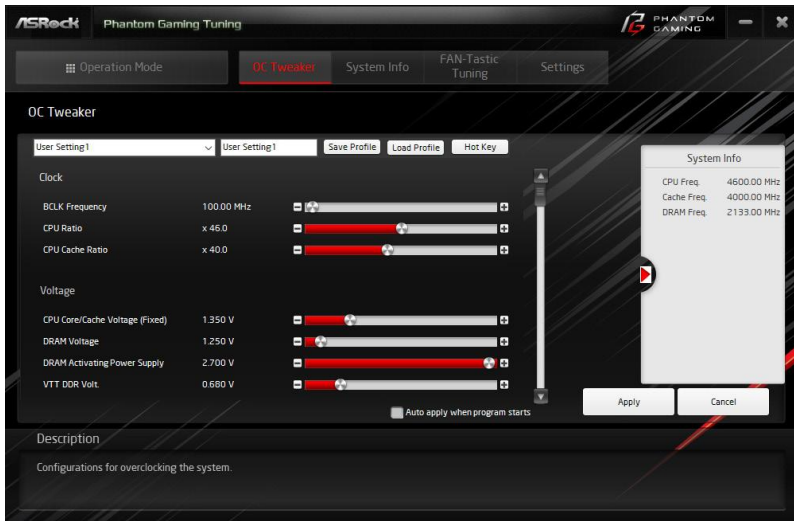 ASRock Phantom Gaming Tuning PHANTOM GAMING
Operation Mode OC Tweaker System Info FAN-Tastic Tuning Settings
OC Tweaker
User Setting1 User Setting1 Save Profile Load Profile Hot Key
Clock
BCLK Frequency 100.00 MHz
CPU Ratio x 46.0
CPU Cache Ratio x 40.0
Voltage
CPU Core/Cache Voltage (Fixed) 1.350 V
DRAM Voltage 1.250 V
DRAM Activating Power Supply 2.700 V
VTT DDR Volt. 0.680 V
Auto apply when program starts
System Info
CPU Freq. 4600.00 MHz
Cache Freq. 4000.00 MHz
DRAM Freq. 2133.00 MHz
Apply Cancel
Description
Configurations for overclocking the system.